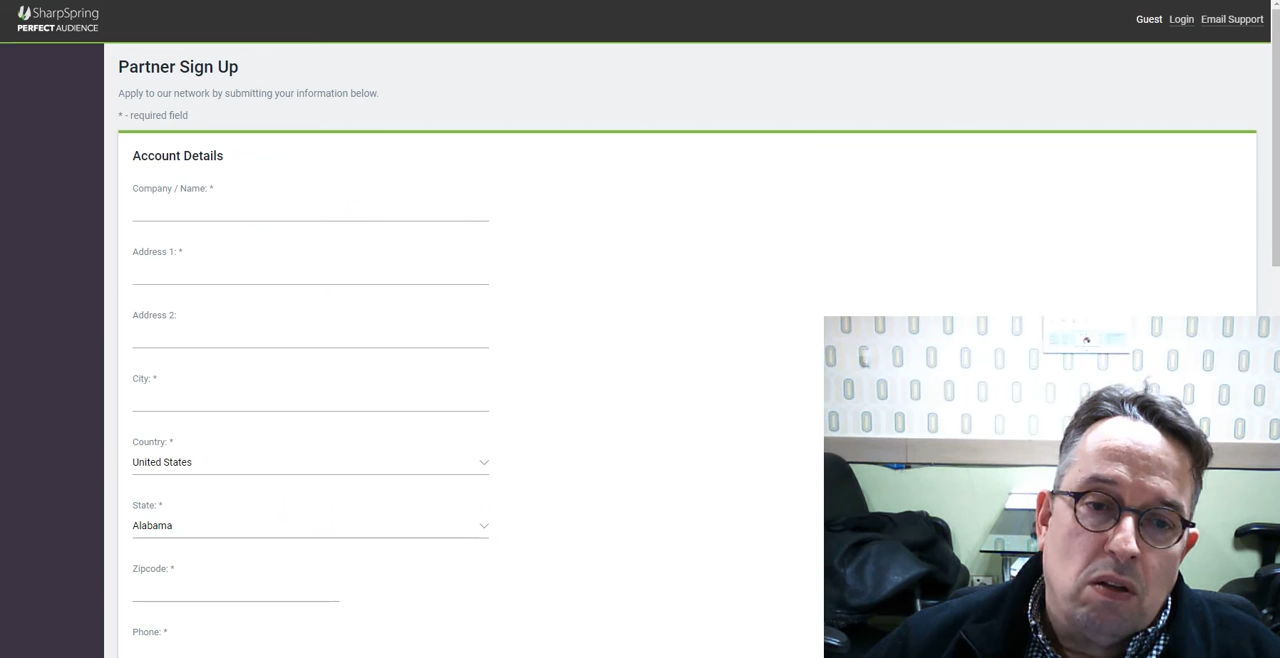 SharpSpring
PERFECT AUDIENCE
Guest Login Email Support
Partner Sign Up
Apply to our network by submitting your information below.
* - required field
Account Details
Company / Name: *
Address 1: *
Address 2:
City: *
Country: *
United States
State: *
Alabama
Zipcode: *
Phone: *